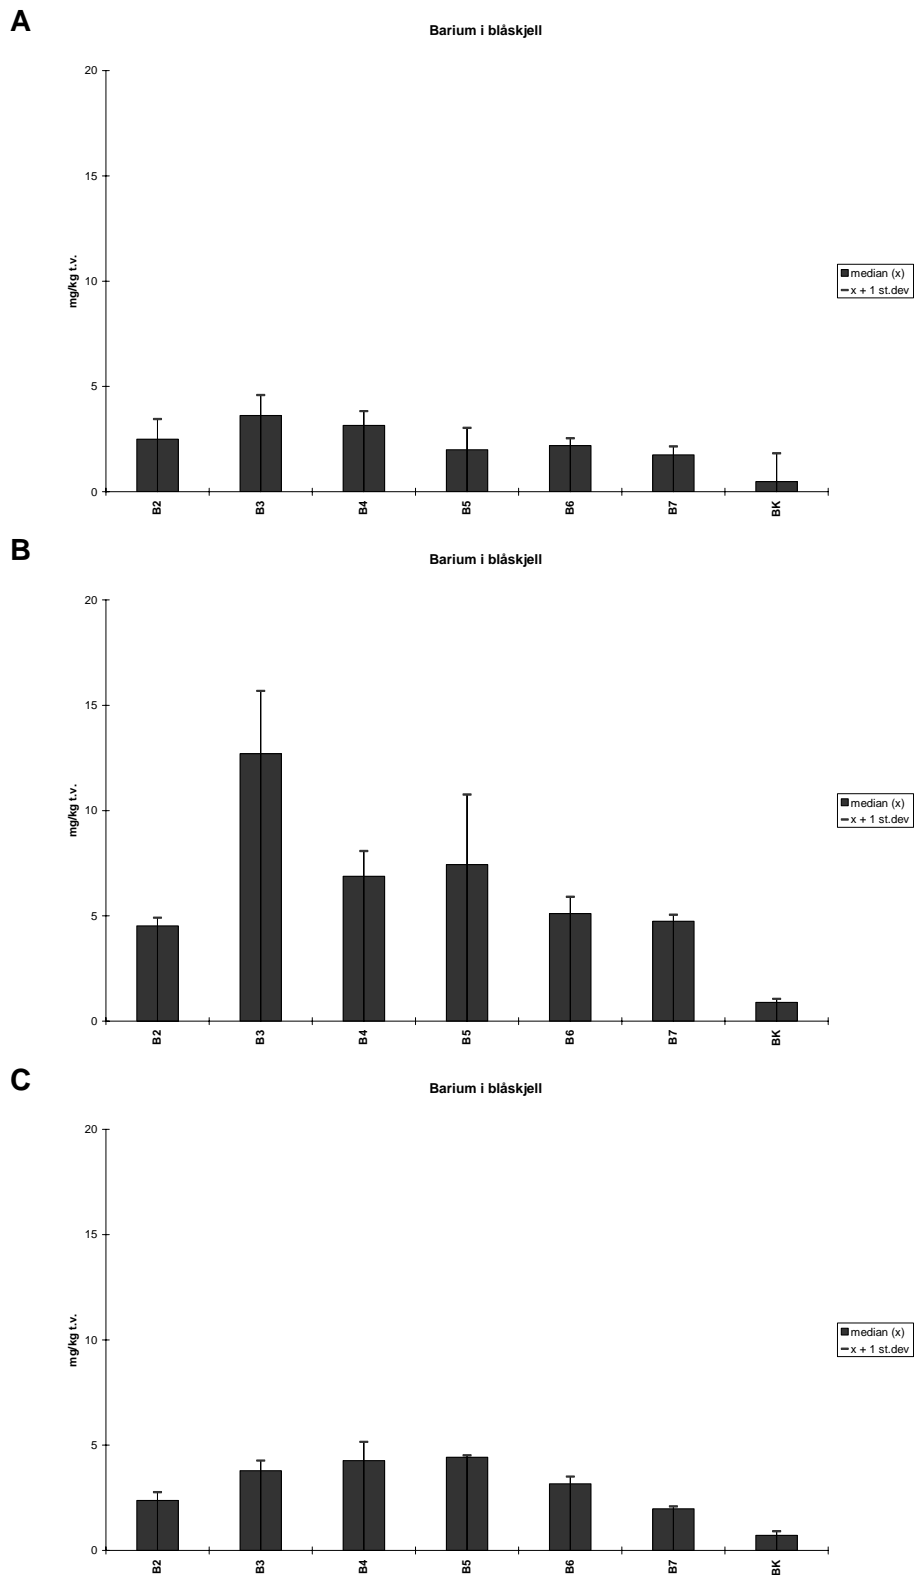 A
Barium i blåskjell
20
15
10
5
0
mg/kg t.v.
B2
B3
B4
B5
B6
B7
BK
median (x)
x + 1 st.dev
B
Barium i blåskjell
20
15
10
5
0
mg/kg t.v.
B2
B3
B4
B5
B6
B7
BK
median (x)
x + 1 st.dev
C
Barium i blåskjell
20
15
10
5
0
mg/kg t.v.
B2
B3
B4
B5
B6
B7
BK
median (x)
x + 1 st.dev